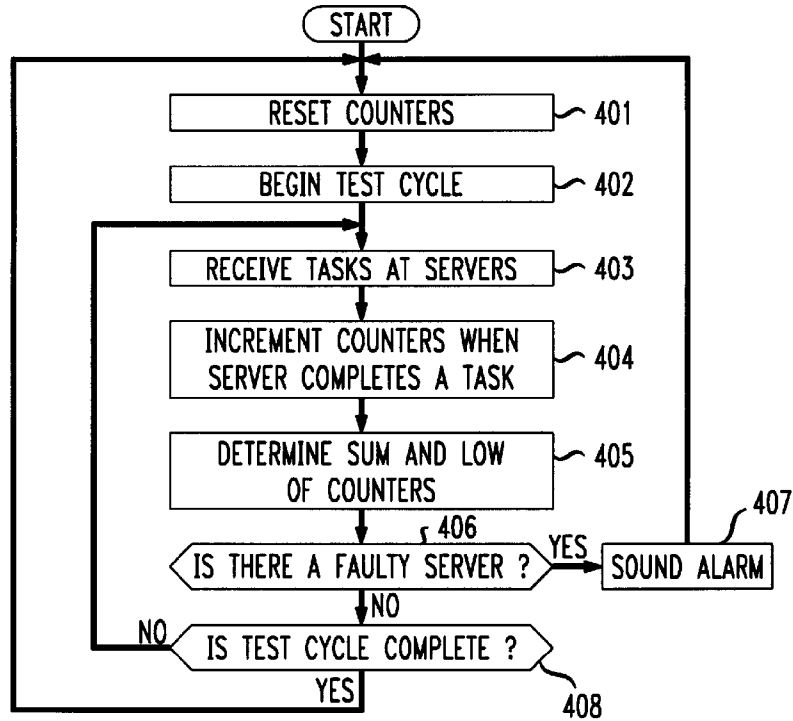 START
RESET COUNTERS
401
BEGIN TEST CYCLE
402
RECEIVE TASKS AT SERVERS
403
INCREMENT COUNTERS WHEN
SERVER COMPLETES A TASK
404
DETERMINE SUM AND LOW
OF COUNTERS
405
406
IS THERE A FAULTY SERVER ?
YES
407
SOUND ALARM
NO
NO
IS TEST CYCLE COMPLETE ?
YES
408